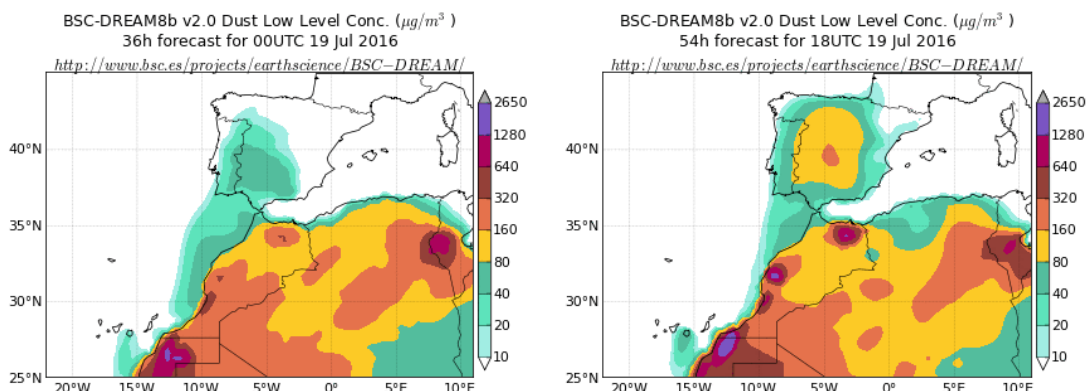 BSC-DREAM8b v2.0 Dust Low Level Conc. (μg/m³ )
36h forecast for 00UTC 19 Jul 2016
http://www.bsc.es/projects/earthscience/BSC−DREAM/
40°N
35°N
30°N
25°N
20°W 15°W 10°W 5°W 0° 5°E 10°E
2650
1280
640
320
160
80
40
20
10
BSC-DREAM8b v2.0 Dust Low Level Conc. (μg/m³ )
54h forecast for 18UTC 19 Jul 2016
http://www.bsc.es/projects/earthscience/BSC−DREAM/
40°N
35°N
30°N
25°N
20°W 15°W 10°W 5°W 0° 5°E 10°E
2650
1280
640
320
160
80
40
20
10